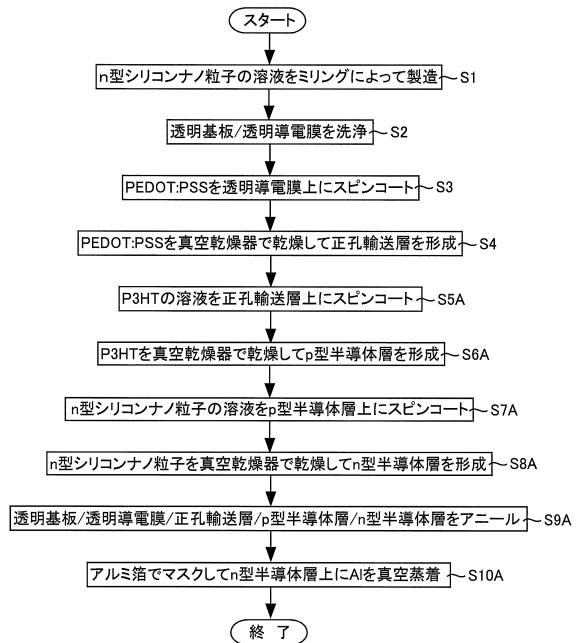 スタート
n型シリコンナノ粒子の溶液をミリングによって製造 S1
透明基板/透明導電膜を洗浄 S2
PEDOT:PSSを透明導電膜上にスピンコート S3
PEDOT:PSSを真空乾燥器で乾燥して正孔輸送層を形成 S4
P3HTの溶液を正孔輸送層上にスピンコート S5A
P3HTを真空乾燥器で乾燥してp型半導体層を形成 S6A
n型シリコンナノ粒子の溶液をp型半導体層上にスピンコート S7A
n型シリコンナノ粒子を真空乾燥器で乾燥してn型半導体層を形成 S8A
透明基板/透明導電膜/正孔輸送層/p型半導体層/n型半導体層をアニール S9A
アルミ箔でマスクしてn型半導体層上にAlを真空蒸着 S10A
終 了